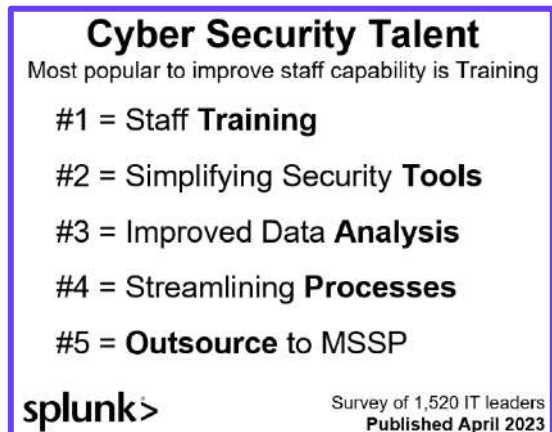 Cyber Security Talent
Most popular to improve staff capability is Training
#1 = Staff Training
#2 = Simplifying Security Tools
#3 = Improved Data Analysis
#4 = Streamlining Processes
#5 = Outsource to MSSP
splunk>
Survey of 1,520 IT leaders
Published April 2023